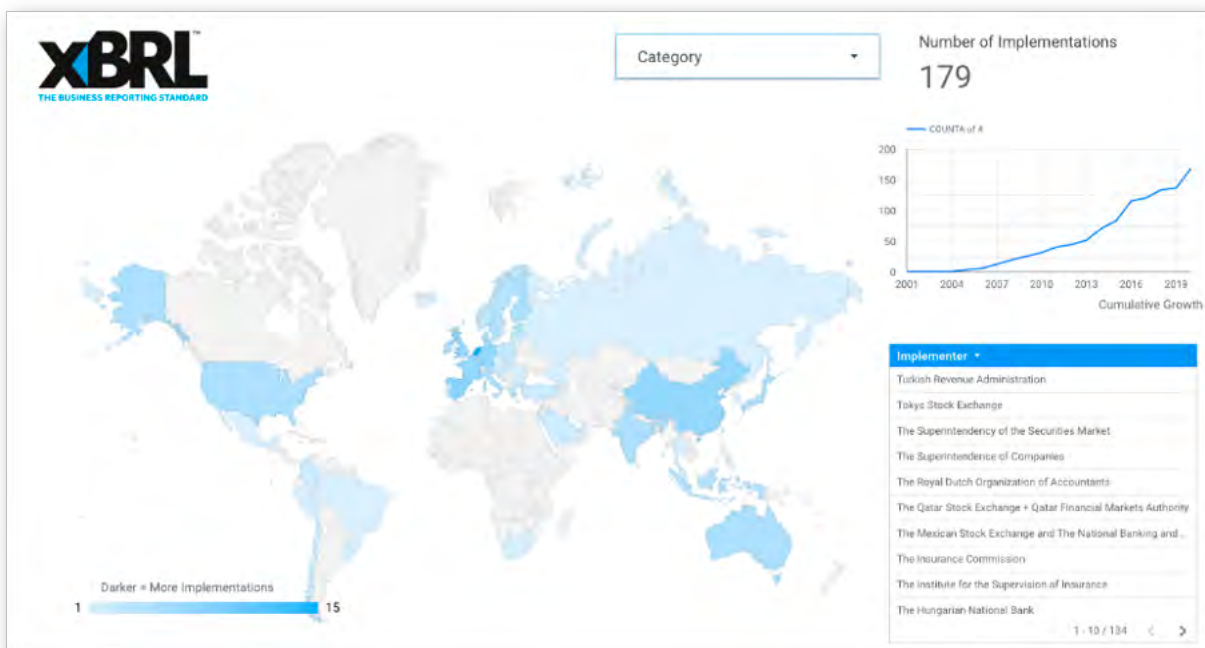 xBRL™
THE BUSINESS REPORTING STANDARD
Category
Number of Implementations
179
COUNTA of #
200
150
100
50
0
2001 2004 2007 2010 2013 2016 2019
Cumulative Growth
Implementer
Turkish Revenue Administration
Tokyo Stock Exchange
The Superintendency of the Securities Market
The Superintendence of Companies
The Royal Dutch Organization of Accountants
The Qatar Stock Exchange + Qatar Financial Markets Authority
The Mexican Stock Exchange and The National Banking and ...
The Insurance Commission
The Institute for the Supervision of Insurance
The Hungarian National Bank
1 - 10 / 134 < >
Darker = More Implementations
1 15